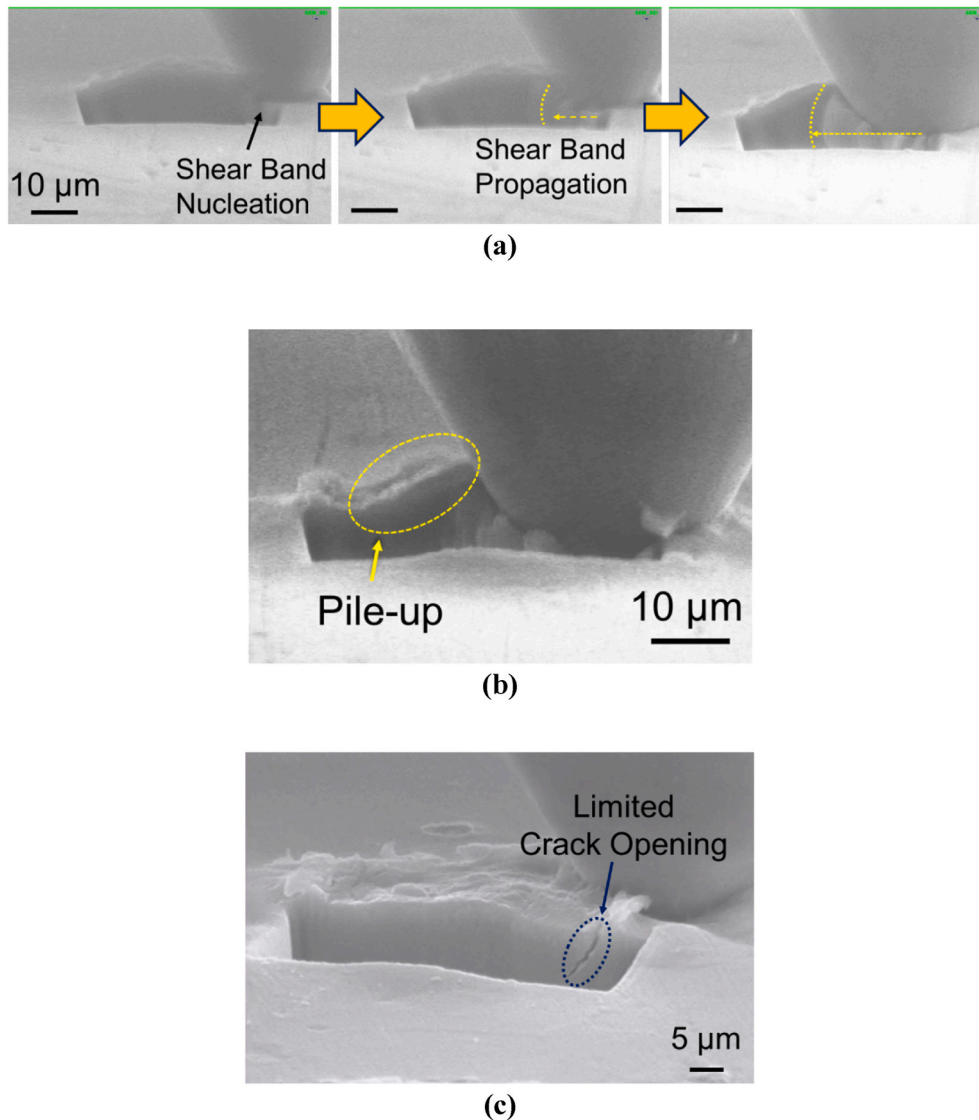 Shear Band
Nucleation
10 μm
Shear Band
Propagation
(a)
Pile-up
10 μm
(b)
Limited
Crack Opening
5 μm
(c)